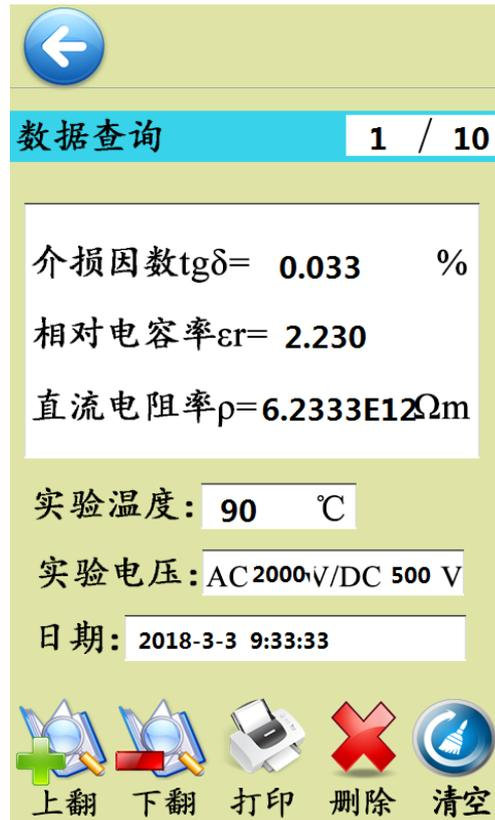 数据查询 1 / 10
介损因数tgδ= 0.033 %
相对电容率εr= 2.230
直流电阻率ρ=6.2333E12Ωm
实验温度: 90 ℃
实验电压: AC 2000 V/DC 500 V
日期: 2018-3-3 9:33:33
上翻 下翻 打印 删除 清空